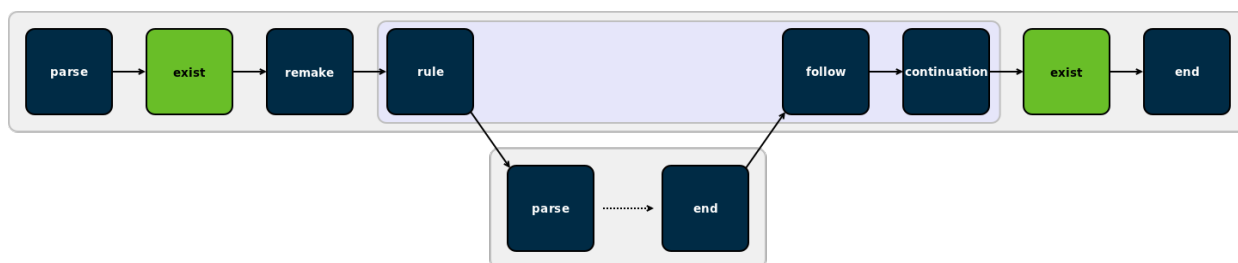 parse
exist
remake
rule
follow
continuation
exist
end
parse
end